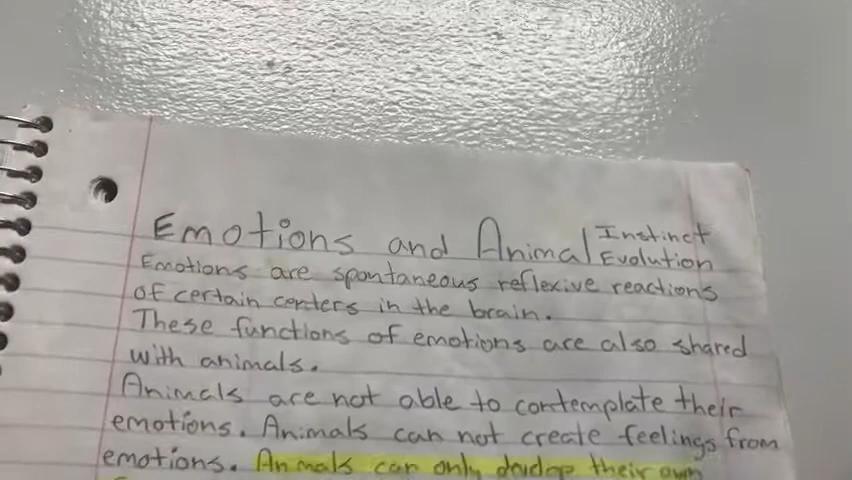 Emotions and Animal Instinct Evolution
Emotions are spontaneous reflexive reactions
of certain centers in the brain.
These functions of emotions are also shared
with animals.
Animals are not able to contemplate their
emotions. Animals can not create feelings from
emotions. Animals can only develop their own